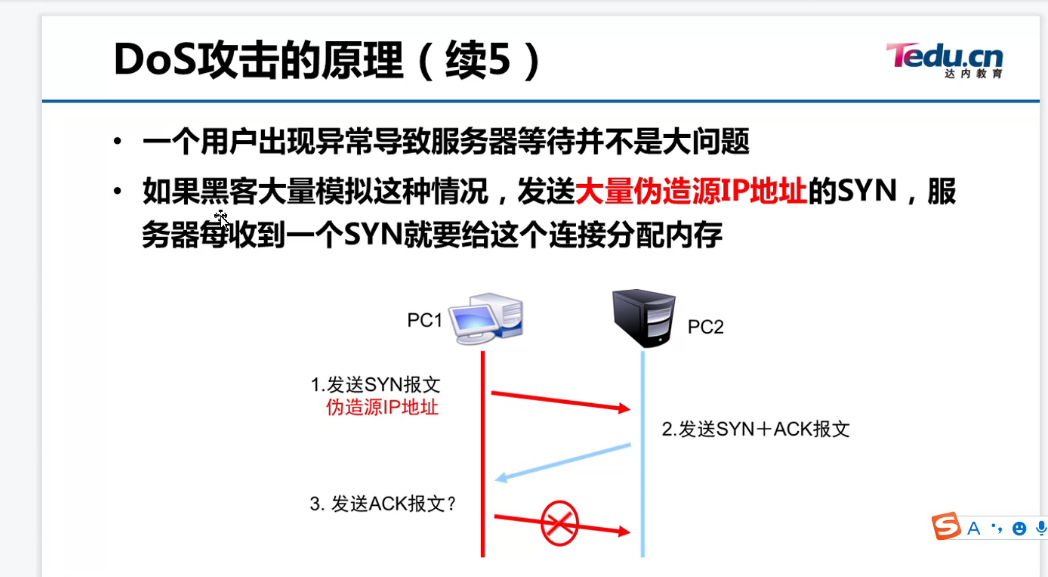 DoS攻击的原理（续5）
Tedu.cn
达内教育
• 一个用户出现异常导致服务器等待并不是大问题
• 如果黑客大量模拟这种情况，发送大量伪造源IP地址的SYN，服
务器每收到一个SYN就要给这个连接分配内存
PC1
PC2
1.发送SYN报文
伪造源IP地址
2.发送SYN＋ACK报文
3. 发送ACK报文？
S A